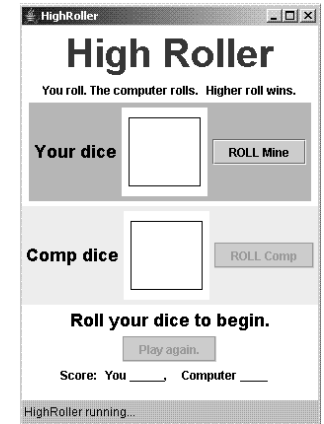 HighRoller
High Roller
You roll. The computer rolls. Higher roll wins.
Your dice
ROLL Mine
Comp dice
ROLL Comp
Roll your dice to begin.
Play again.
Score: You _____, Computer ____
HighRoller running...